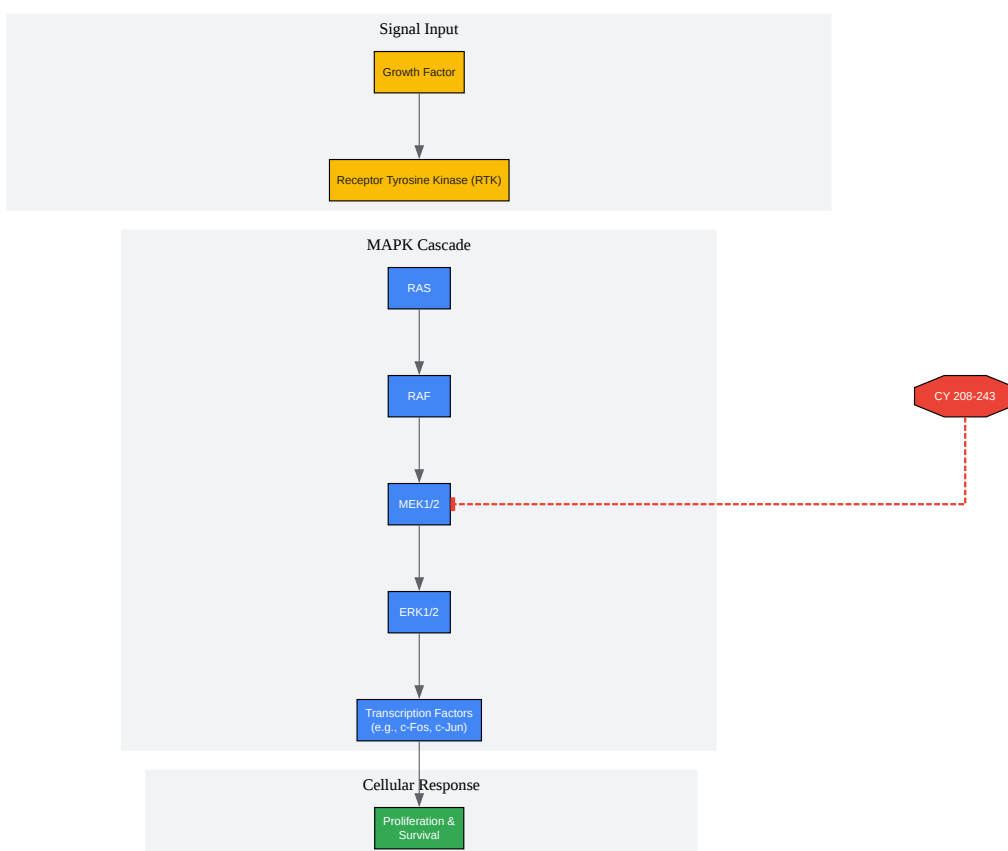 Signal Input
Growth Factor
Receptor Tyrosine Kinase (RTK)
MAPK Cascade
RAS
RAF
CY 208-243
MEK1/2
ERK1/2
Transcription Factors
(e.g., c-Fos, c-Jun)
Cellular Response
Proliferation &
Survival